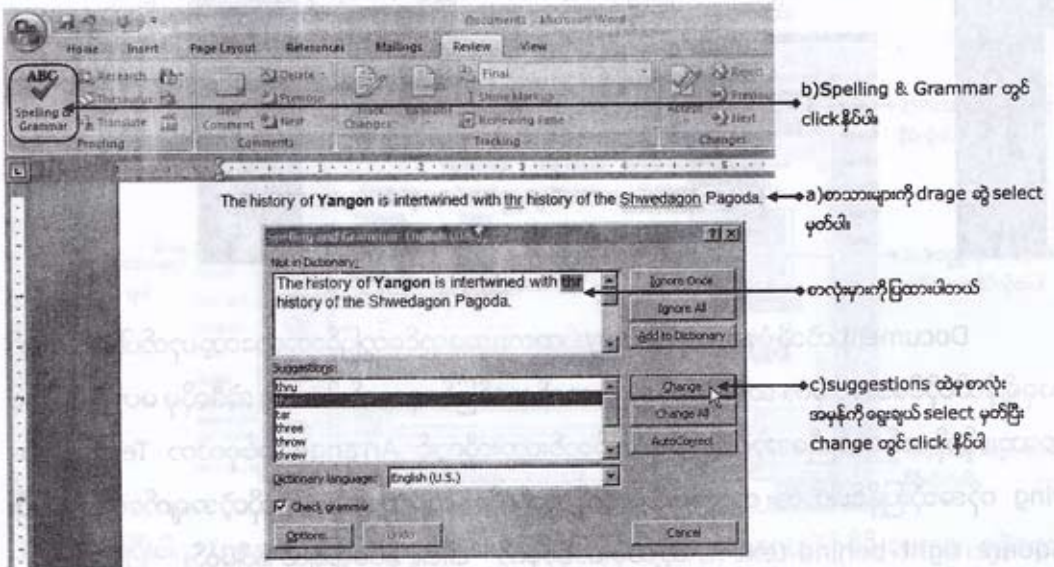 Documents - Microsoft Word
Home Insert Page Layout References Mailings Review View
ABC
Spelling & Grammar
Research
Thesaurus
Translate
Proofing
New Comment
Delete
Previous
Next
Comments
Track Changes
Balloons
Final
Show Markup
Reviewing Pane
Tracking
Accept
Reject
Previous
Next
Changes
b)Spelling & Grammar တွင်
click နှိပ်ပါ။
The history of Yangon is intertwined with thr history of the Shwedagon Pagoda.
a)စာသားများကို drage ဆွဲ select
မှတ်ပါ။
Spelling and Grammar: English (U.S.)
Not in Dictionary:
The history of Yangon is intertwined with thr
history of the Shwedagon Pagoda.
Ignore Once
Ignore All
Add to Dictionary
စာလုံးမှားကိုပြထားပါတယ်
Suggestions:
thru
tar
three
throw
threw
Change
Change All
AutoCorrect
c)suggestions ထဲမှစာလုံး
အမှန်ကိုရွေးချယ် select မှတ်ပြီး
change တွင် click နှိပ်ပါ
Dictionary language: English (U.S.)
Check grammar
Options...
Undo
Cancel